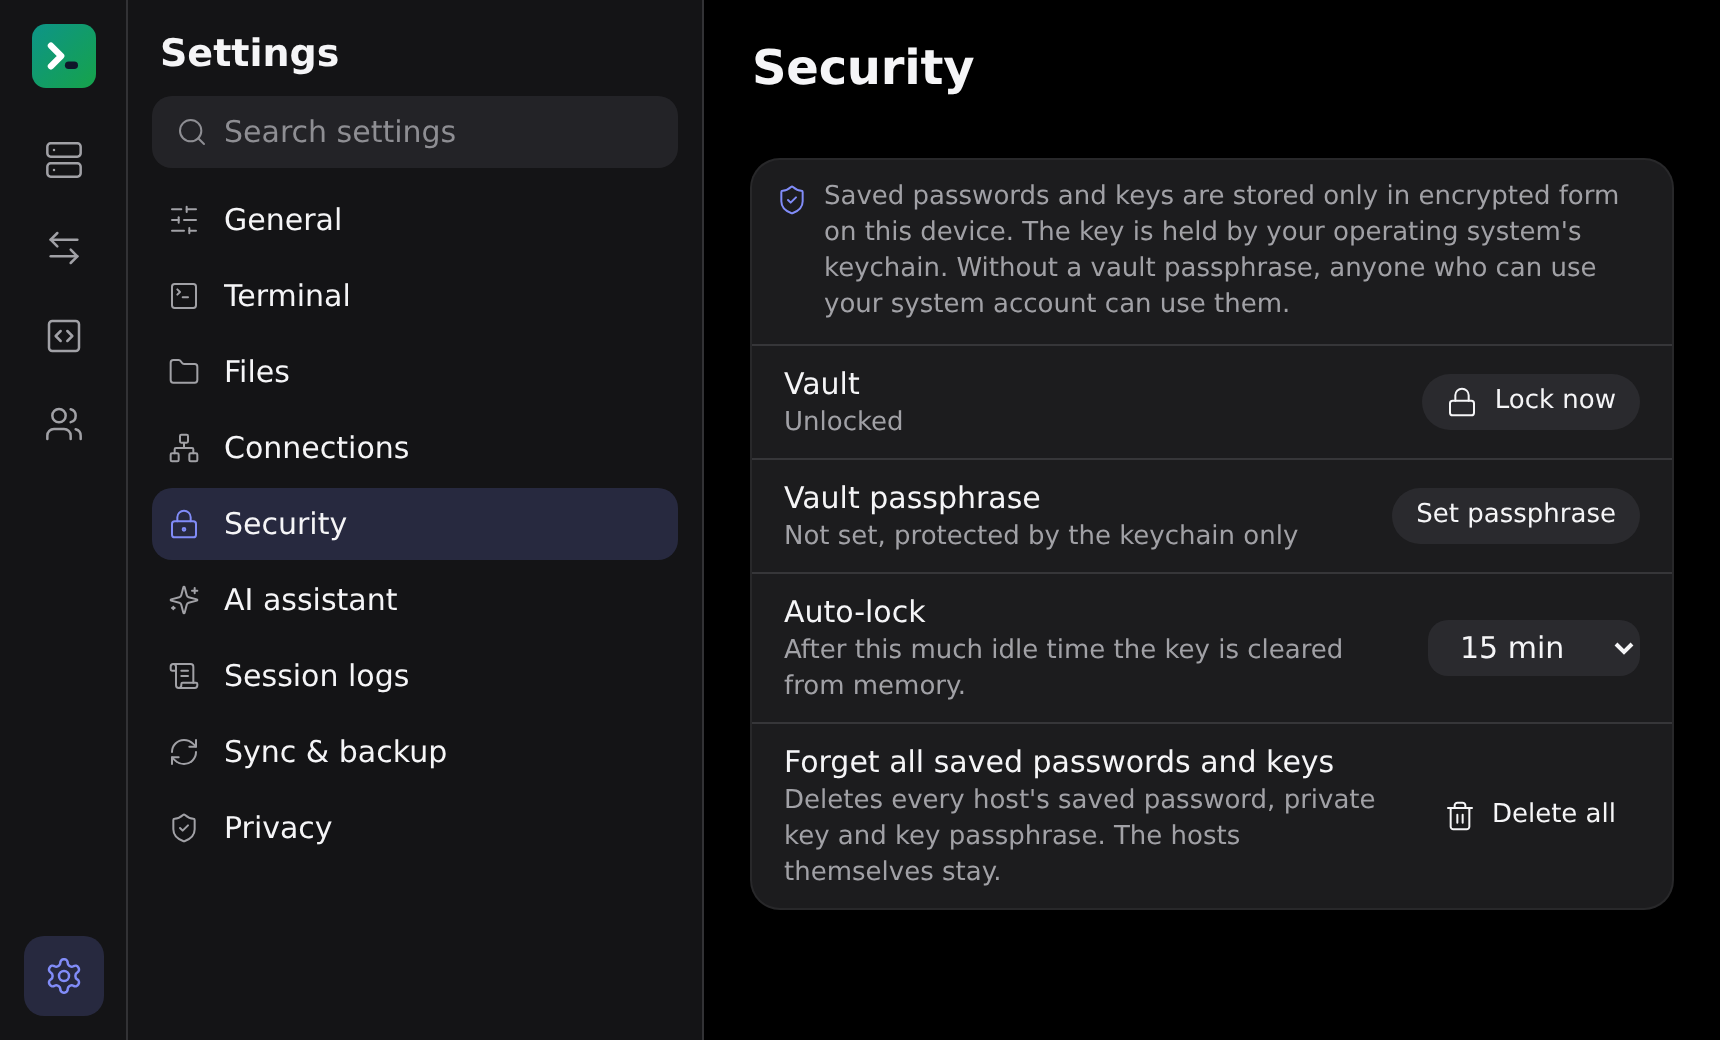 Settings
Search settings
General
Terminal
Files
Connections
Security
AI assistant
Session logs
Sync & backup
Privacy
Security
Saved passwords and keys are stored only in encrypted form
on this device. The key is held by your operating system's
keychain. Without a vault passphrase, anyone who can use
your system account can use them.
Vault
Unlocked
Lock now
Vault passphrase
Not set, protected by the keychain only
Set passphrase
Auto-lock
After this much idle time the key is cleared
from memory.
15 min
Forget all saved passwords and keys
Deletes every host's saved password, private
key and key passphrase. The hosts
themselves stay.
Delete all